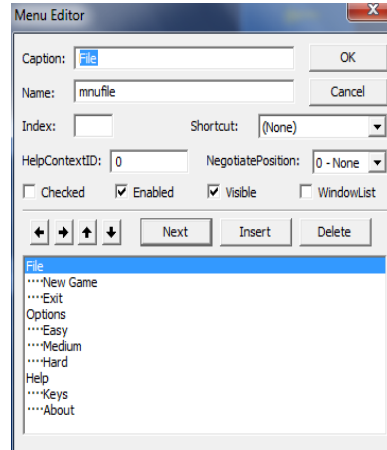 Menu Editor
Caption: File OK
Name: mnufile Cancel
Index: Shortcut: (None)
HelpContextID: 0 NegotiatePosition: 0 - None
Checked Enabled Visible WindowList
Next Insert Delete
File
····New Game
····Exit
Options
····Easy
····Medium
····Hard
Help
····Keys
····About